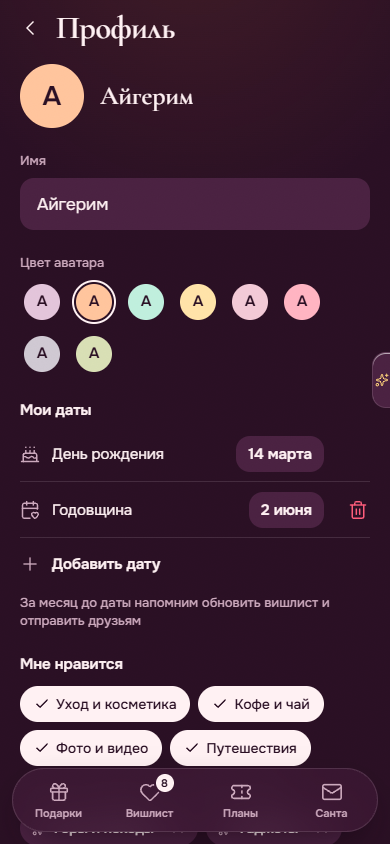 Профиль
А
Айгерим
Имя
Айгерим
Цвет аватара
А А А А А А
А А
Мои даты
День рождения 14 марта
Годовщина 2 июня
Добавить дату
За месяц до даты напомним обновить вишлист и
отправить друзьям
Мне нравится
Уход и косметика Кофе и чай
Фото и видео Путешествия
8
Подарки Вишлист Планы Санта